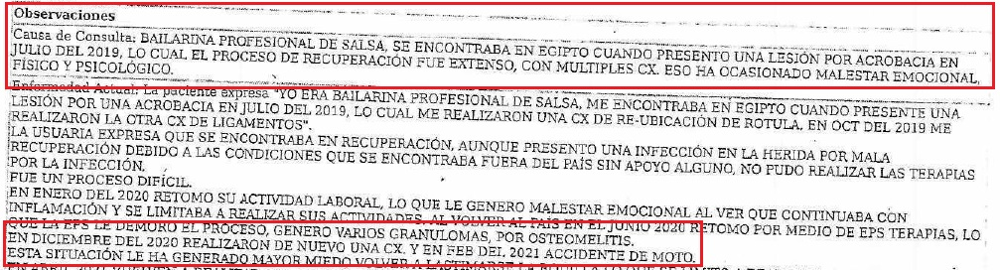 Observaciones
Causa de Consulta: BAILARINA PROFESIONAL DE SALSA, SE ENCONTRABA EN EGIPTO CUANDO PRESENTO UNA LESIÓN POR ACROBACIA EN
JULIO DEL 2019, LO CUAL EL PROCESO DE RECUPERACIÓN FUE EXTENSO, CON MULTIPLES CX. ESO HA OCASIONADO MALESTAR EMOCIONAL,
FÍSICO Y PSICOLÓGICO.
Enfermedad Actual: La paciente expresa "YO ERA BAILARINA PROFESIONAL DE SALSA, ME ENCONTRABA EN EGIPTO CUANDO PRESENTE UNA
LESIÓN POR UNA ACROBACIA EN JULIO DEL 2019, LO CUAL ME REALIZARON UNA CX DE RE-UBICACIÓN DE ROTULA, EN OCT DEL 2019 ME
REALIZARON LA OTRA CX DE LIGAMENTOS".
LA USUARIA EXPRESA QUE SE ENCONTRABA EN RECUPERACIÓN, AUNQUE PRESENTO UNA INFECCIÓN EN LA HERIDA POR MALA
RECUPERACIÓN DEBIDO A LAS CONDICIONES QUE SE ENCONTRABA FUERA DEL PAÍS SIN APOYO ALGUNO, NO PUDO REALIZAR LAS TERAPIAS
POR LA INFECCIÓN.
FUE UN PROCESO DIFÍCIL.
EN ENERO DEL 2020 RETOMO SU ACTIVIDAD LABORAL, LO QUE LE GENERO MALESTAR EMOCIONAL AL VER QUE CONTINUABA CON
INFLAMACIÓN Y SE LIMITABA A REALIZAR SUS ACTIVIDADES. AL VOLVER AL PAÍS EN EL JUNIO 2020 RETOMO POR MEDIO DE EPS TERAPIAS, LO
QUE LA EPS LE DEMORO EL PROCESO, GENERO VARIOS GRANULOMAS, POR OSTEOMELITIS.
EN DICIEMBRE DEL 2020 REALIZARON DE NUEVO UNA CX. Y EN FEB DEL 2021 ACCIDENTE DE MOTO.
ESTA SITUACIÓN LE HA GENERADO MAYOR MIEDO VOLVER A